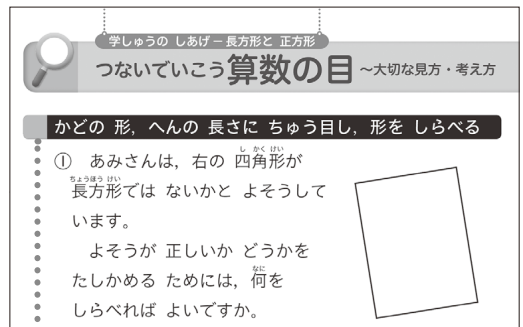 学しゅうの しあげ － 長方形と 正方形
つないでいこう 算数の目 ～大切な見方・考え方
かどの 形，へんの 長さに ちゅう目し，形を しらべる
① あみさんは，右の 四角形が
長方形では ないかと よそうして
います。
よそうが 正しいか どうかを
たしかめる ためには，何を
しらべれば よいですか。